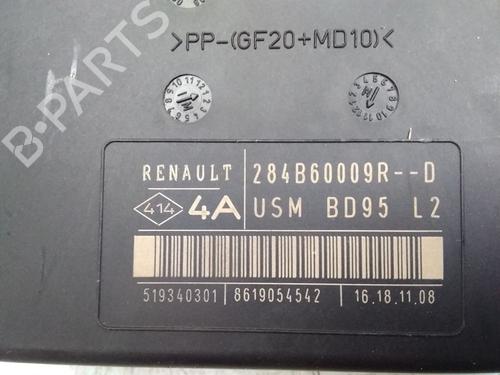 >PP-(GF20+MD10)<
B-PARTS
RENAULT 284B60009R--D
414 4A USM BD95 L2
519340301 8619054542 16.18.11.08